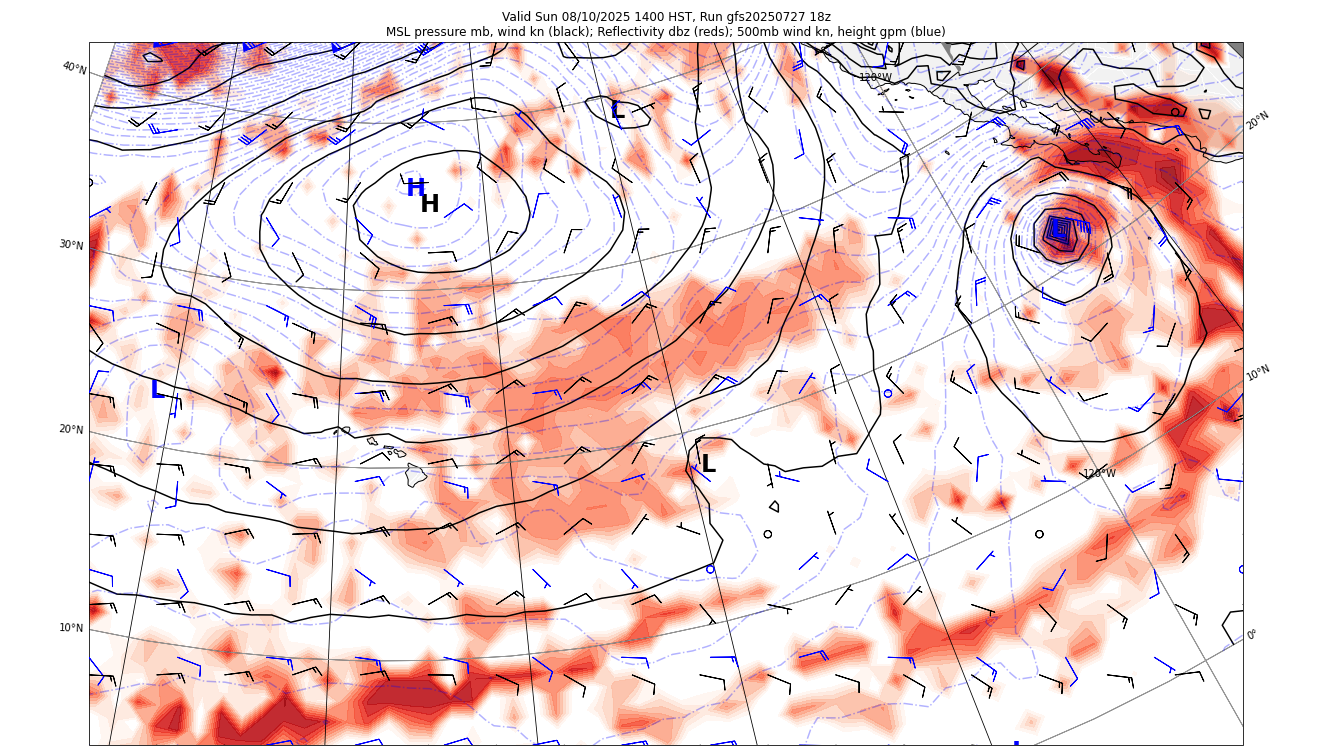 Valid Sun 08/10/2025 1400 HST, Run gfs20250727 18z
MSL pressure mb, wind kn (black); Reflectivity dbz (reds); 500mb wind kn, height gpm (blue)
40°N
120°W
20°N
L
H
H
30°N
10°N
L
20°N
L
120°W
10°N
0°